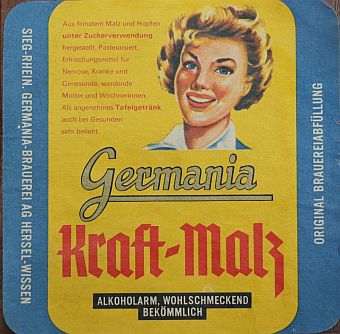 Aus feinstem Malz und Hopfen
unter Zuckerverwendung
hergestellt. Pasteurisiert.
Erfrischungsmittel für
Nervose, Kranke und
Genesende, werdende
Mütter und Wöchnerinnen.
Als angenehmes Tafelgetränk
auch bei Gesunden
sehr beliebt.
Germania
Kraft-Malz
ALKOHOLARM, WOHLSCHMECKEND
BEKÖMMLICH
SIEG-RHEIN. GERMANIA-BRAUEREI AG HERSEL-WISSEN
ORIGINAL BRAUEREIABFÜLLUNG